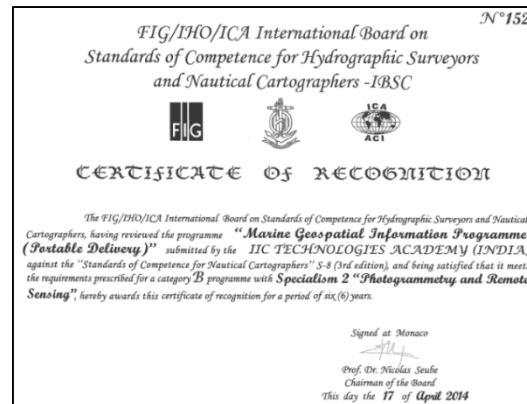 N°152
FIG/IHO/ICA International Board on
Standards of Competence for Hydrographic Surveyors
and Nautical Cartographers -IBSC
FIG
ICA
ACI
CERTIFICATE OF RECOGNITION
The FIG/IHO/ICA International Board on Standards of Competence for Hydrographic Surveyors and Nautical
Cartographers, having reviewed the programme "Marine Geospatial Information Programme
(Portable Delivery)" submitted by the IIC TECHNOLOGIES ACADEMY (INDIA)
against the "Standards of Competence for Nautical Cartographers" S-8 (3rd edition), and being satisfied that it meets
the requirements prescribed for a category B programme with Specialism 2 "Photogrammetry and Remote
Sensing", hereby awards this certificate of recognition for a period of six (6) years.
Signed at Monaco
Prof. Dr. Nicolas Seube
Chairman of the Board
This day the 17 of April 2014